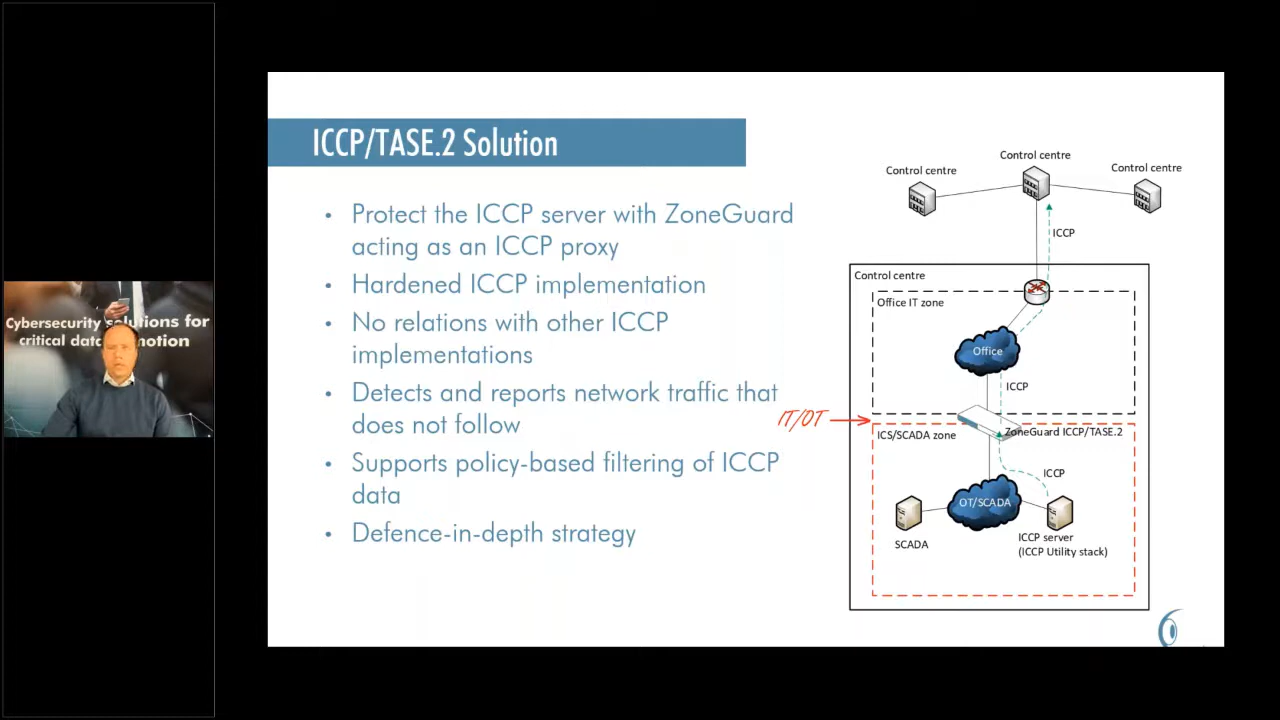 ICCP/TASE.2 Solution
• Protect the ICCP server with ZoneGuard
acting as an ICCP proxy
• Hardened ICCP implementation
• No relations with other ICCP
implementations
• Detects and reports network traffic that
does not follow
• Supports policy-based filtering of ICCP
data
• Defence-in-depth strategy
Control centre
Control centre
Control centre
ICCP
Control centre
Office IT zone
Office
ICCP
IT/OT
ICS/SCADA zone
ZoneGuard ICCP/TASE.2
ICCP
OT/SCADA
SCADA
ICCP server
(ICCP Utility stack)
Cybersecurity solutions for
critical data
motion